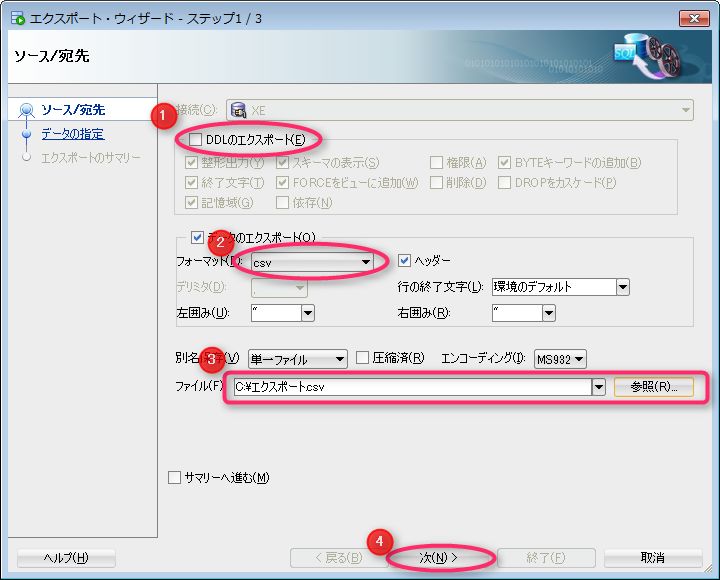 エクスポート・ウィザード - ステップ1 / 3
ソース/宛先
SQL
0101010101010101010101010101
010101010101
ソース/宛先
データの指定
エクスポートのサマリー
1
接続(C): XE
DDLのエクスポート(E)
整形出力(Y) スキーマの表示(S) 権限(A) BYTEキーワードの追加(B)
終了文字(T) FORCEをビューに追加(W) 削除(D) DROPをカスケード(P)
記憶域(G) 依存(N)
データのエクスポート(O)
2
フォーマット(F): csv ヘッダー
デリミタ(D): , 行の終了文字(L): 環境のデフォルト
左囲み(U): " 右囲み(R): "
3
別名保存(V) 単一ファイル 圧縮済(R) エンコーディング(I): MS932
ファイル(F) C:¥エクスポート.csv 参照(R)...
サマリーへ進む(M)
4
ヘルプ(H) < 戻る(B) 次(N) > 終了(F) 取消